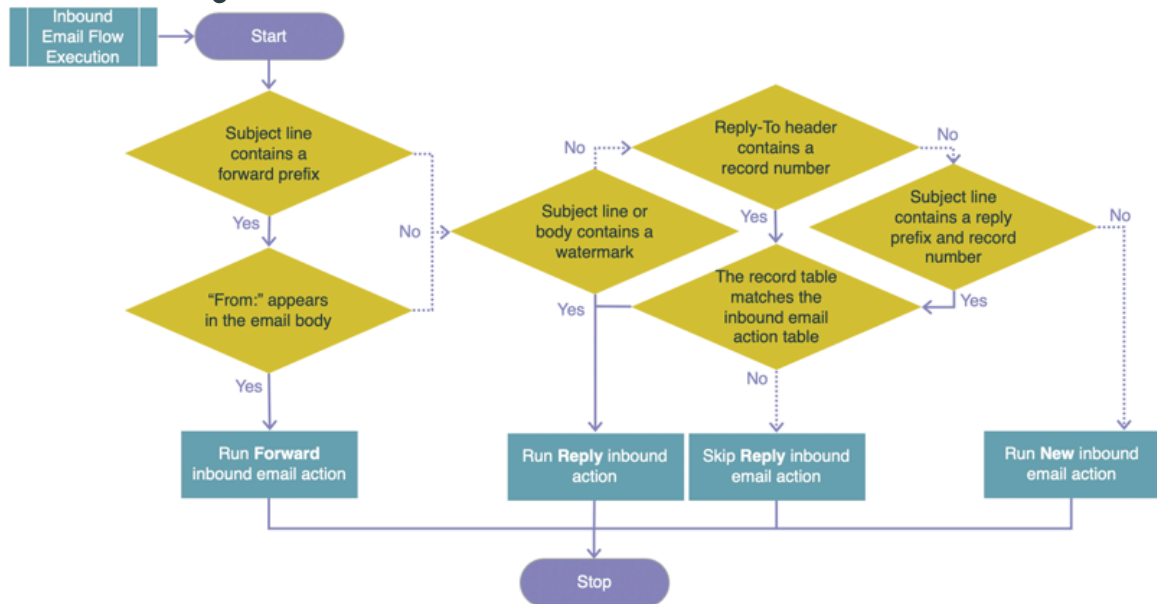 Inbound
Email Flow
Execution
Start
Subject line
contains a
forward prefix
Yes
No
"From:" appears
in the email body
Yes
Run Forward
inbound email action
Subject line or
body contains a
watermark
No
Yes
Reply-To header
contains a
record number
No
Yes
Subject line
contains a reply
prefix and record
number
No
Yes
The record table
matches the
inbound email
action table
No
Run Reply inbound
action
Skip Reply inbound
email action
Run New inbound
email action
Stop